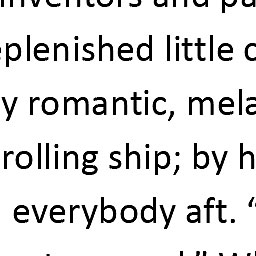 inventors and pa
eplenished little c
y romantic, mela
rolling ship; by h
everybody aft. “